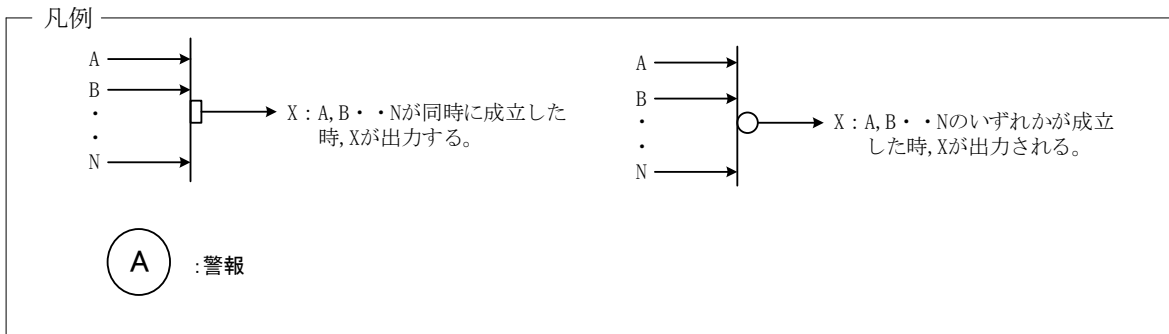 凡例
A
B
・
・
N
X：A,B・・Nが同時に成立した
時,Xが出力する。
A
B
・
・
N
X：A,B・・Nのいずれかが成立
した時,Xが出力される。
A
:警報